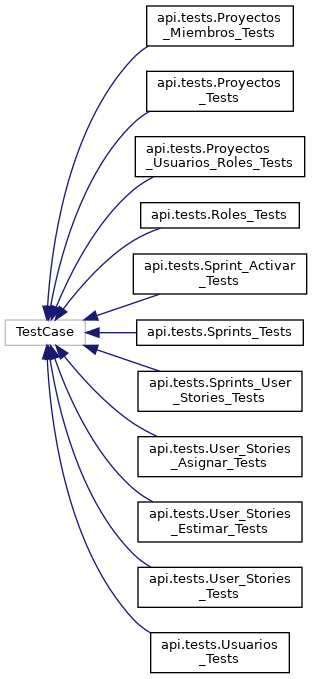 api.tests.Proyectos
_Miembros_Tests
api.tests.Proyectos
_Tests
api.tests.Proyectos
_Usuarios_Roles_Tests
api.tests.Roles_Tests
api.tests.Sprint_Activar
_Tests
TestCase
api.tests.Sprints_Tests
api.tests.Sprints_User
_Stories_Tests
api.tests.User_Stories
_Asignar_Tests
api.tests.User_Stories
_Estimar_Tests
api.tests.User_Stories
_Tests
api.tests.Usuarios
_Tests